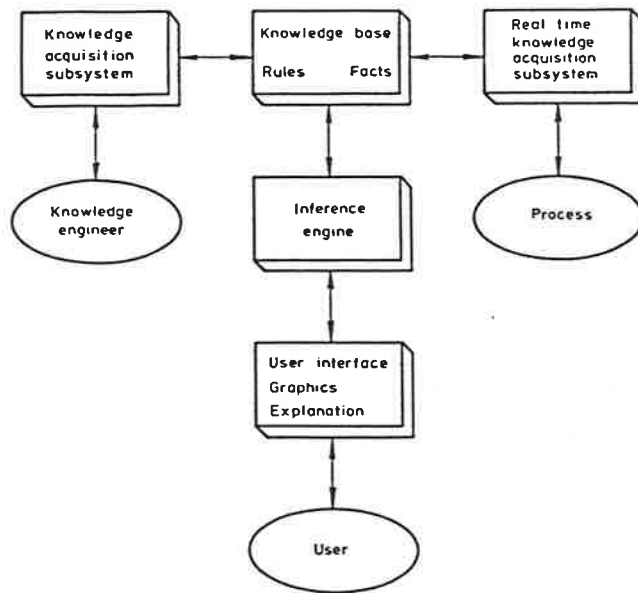 Knowledge
acquisition
subsystem
Knowledge base
Rules Facts
Real time
knowledge
acquisition
subsystem
Knowledge
engineer
Inference
engine
Process
User interface
Graphics
Explanation
User